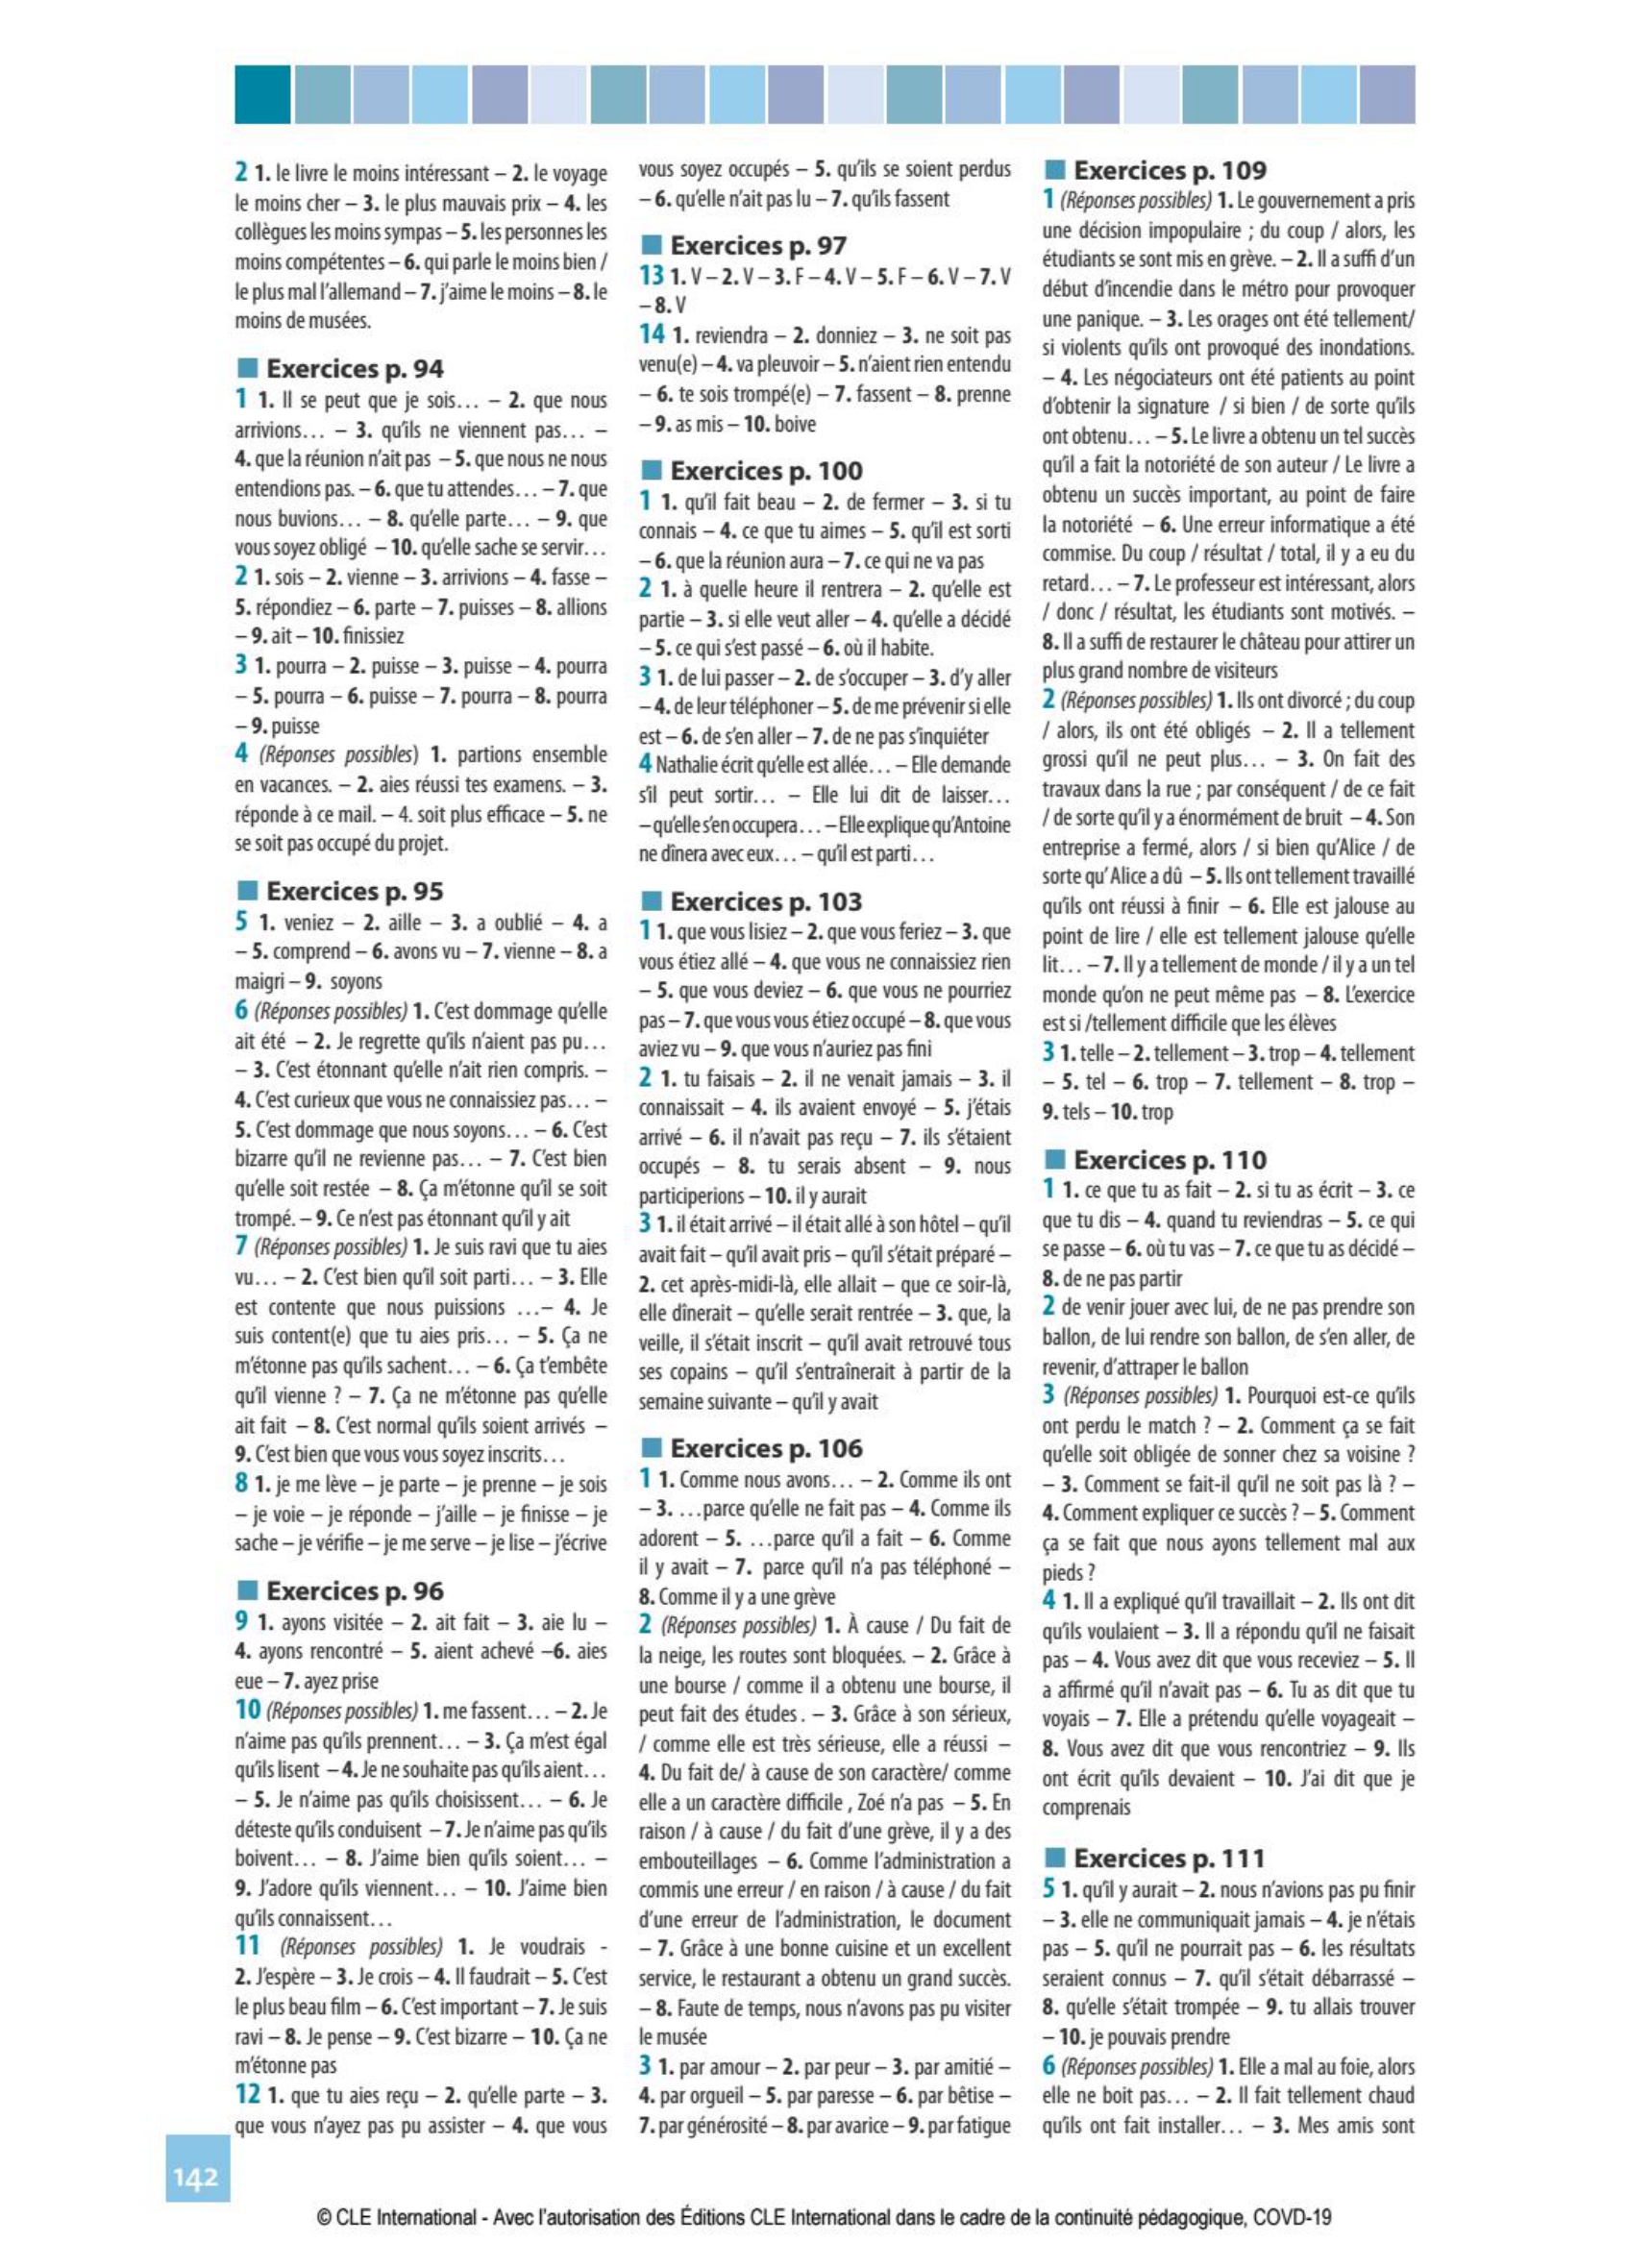 2 1. le livre le moins intéressant – 2. le voyage
le moins cher – 3. le plus mauvais prix – 4. les
collègues les moins sympas – 5. les personnes les
moins compétentes – 6. qui parle le moins bien /
le plus mal l'allemand – 7. j'aime le moins – 8. le
moins de musées.
Exercices p. 94
1 1. Il se peut que je sois… – 2. que nous
arrivions… – 3. qu'ils ne viennent pas… –
4. que la réunion n'ait pas – 5. que nous ne nous
entendions pas. – 6. que tu attendes… – 7. que
nous buvions… – 8. qu'elle parte… – 9. que
vous soyez obligé – 10. qu'elle sache se servir…
2 1. sois – 2. vienne – 3. arrivions – 4. fasse –
5. répondiez – 6. parte – 7. puisses – 8. allions
– 9. ait – 10. finissiez
3 1. pourra – 2. puisse – 3. puisse – 4. pourra
– 5. pourra – 6. puisse – 7. pourra – 8. pourra
– 9. puisse
4 (Réponses possibles) 1. partions ensemble
en vacances. – 2. aies réussi tes examens. – 3.
réponde à ce mail. – 4. soit plus efficace – 5. ne
se soit pas occupé du projet.
Exercices p. 95
5 1. veniez – 2. aille – 3. a oublié – 4. a
– 5. comprend – 6. avons vu – 7. vienne – 8. a
maigri – 9. soyons
6 (Réponses possibles) 1. C'est dommage qu'elle
ait été – 2. Je regrette qu'ils n'aient pas pu…
– 3. C'est étonnant qu'elle n'ait rien compris. –
4. C'est curieux que vous ne connaissiez pas… –
5. C'est dommage que nous soyons… – 6. C'est
bizarre qu'il ne revienne pas… – 7. C'est bien
qu'elle soit restée – 8. Ça m'étonne qu'il se soit
trompé. – 9. Ce n'est pas étonnant qu'il y ait
7 (Réponses possibles) 1. Je suis ravi que tu aies
vu… – 2. C'est bien qu'il soit parti… – 3. Elle
est contente que nous puissions …– 4. Je
suis content(e) que tu aies pris… – 5. Ça ne
m'étonne pas qu'ils sachent… – 6. Ça t'embête
qu'il vienne ? – 7. Ça ne m'étonne pas qu'elle
ait fait – 8. C'est normal qu'ils soient arrivés –
9. C'est bien que vous vous soyez inscrits…
8 1. je me lève – je parte – je prenne – je sois
– je voie – je réponde – j'aille – je finisse – je
sache – je vérifie – je me serve – je lise – j'écrive
Exercices p. 96
9 1. ayons visitée – 2. ait fait – 3. aie lu –
4. ayons rencontré – 5. aient achevé –6. aies
eue – 7. ayez prise
10 (Réponses possibles) 1. me fassent… – 2. Je
n'aime pas qu'ils prennent… – 3. Ça m'est égal
qu'ils lisent – 4. Je ne souhaite pas qu'ils aient…
– 5. Je n'aime pas qu'ils choisissent… – 6. Je
déteste qu'ils conduisent – 7. Je n'aime pas qu'ils
boivent… – 8. J'aime bien qu'ils soient… –
9. J'adore qu'ils viennent… – 10. J'aime bien
qu'ils connaissent…
11 (Réponses possibles) 1. Je voudrais -
2. J'espère – 3. Je crois – 4. Il faudrait – 5. C'est
le plus beau film – 6. C'est important – 7. Je suis
ravi – 8. Je pense – 9. C'est bizarre – 10. Ça ne
m'étonne pas
12 1. que tu aies reçu – 2. qu'elle parte – 3.
que vous n'ayez pas pu assister – 4. que vous
vous soyez occupés – 5. qu'ils se soient perdus
– 6. qu'elle n'ait pas lu – 7. qu'ils fassent
Exercices p. 97
13 1. V – 2. V – 3. F – 4. V – 5. F – 6. V – 7. V
– 8. V
14 1. reviendra – 2. donniez – 3. ne soit pas
venu(e) – 4. va pleuvoir – 5. n'aient rien entendu
– 6. te sois trompé(e) – 7. fassent – 8. prenne
– 9. as mis – 10. boive
Exercices p. 100
1 1. qu'il fait beau – 2. de fermer – 3. si tu
connais – 4. ce que tu aimes – 5. qu'il est sorti
– 6. que la réunion aura – 7. ce qui ne va pas
2 1. à quelle heure il rentrera – 2. qu'elle est
partie – 3. si elle veut aller – 4. qu'elle a décidé
– 5. ce qui s'est passé – 6. où il habite.
3 1. de lui passer – 2. de s'occuper – 3. d'y aller
– 4. de leur téléphoner – 5. de me prévenir si elle
est – 6. de s'en aller – 7. de ne pas s'inquiéter
4 Nathalie écrit qu'elle est allée… – Elle demande
s'il peut sortir… – Elle lui dit de laisser…
– qu'elle s'en occupera… – Elle explique qu'Antoine
ne dînera avec eux… – qu'il est parti…
Exercices p. 103
1 1. que vous lisiez – 2. que vous feriez – 3. que
vous étiez allé – 4. que vous ne connaissiez rien
– 5. que vous deviez – 6. que vous ne pourriez
pas – 7. que vous vous étiez occupé – 8. que vous
aviez vu – 9. que vous n'auriez pas fini
2 1. tu faisais – 2. il ne venait jamais – 3. il
connaissait – 4. ils avaient envoyé – 5. j'étais
arrivé – 6. il n'avait pas reçu – 7. ils s'étaient
occupés – 8. tu serais absent – 9. nous
participerions – 10. il y aurait
3 1. il était arrivé – il était allé à son hôtel – qu'il
avait fait – qu'il avait pris – qu'il s'était préparé –
2. cet après-midi-là, elle allait – que ce soir-là,
elle dînerait – qu'elle serait rentrée – 3. que, la
veille, il s'était inscrit – qu'il avait retrouvé tous
ses copains – qu'il s'entraînerait à partir de la
semaine suivante – qu'il y avait
Exercices p. 106
1 1. Comme nous avons… – 2. Comme ils ont
– 3. …parce qu'elle ne fait pas – 4. Comme ils
adorent – 5. …parce qu'il a fait – 6. Comme
il y avait – 7. parce qu'il n'a pas téléphoné –
8. Comme il y a une grève
2 (Réponses possibles) 1. À cause / Du fait de
la neige, les routes sont bloquées. – 2. Grâce à
une bourse / comme il a obtenu une bourse, il
peut fait des études . – 3. Grâce à son sérieux,
/ comme elle est très sérieuse, elle a réussi –
4. Du fait de/ à cause de son caractère/ comme
elle a un caractère difficile , Zoé n'a pas – 5. En
raison / à cause / du fait d'une grève, il y a des
embouteillages – 6. Comme l'administration a
commis une erreur / en raison / à cause / du fait
d'une erreur de l'administration, le document
– 7. Grâce à une bonne cuisine et un excellent
service, le restaurant a obtenu un grand succès.
– 8. Faute de temps, nous n'avons pas pu visiter
le musée
3 1. par amour – 2. par peur – 3. par amitié –
4. par orgueil – 5. par paresse – 6. par bêtise –
7. par générosité – 8. par avarice – 9. par fatigue
Exercices p. 109
1 (Réponses possibles) 1. Le gouvernement a pris
une décision impopulaire ; du coup / alors, les
étudiants se sont mis en grève. – 2. Il a suffi d'un
début d'incendie dans le métro pour provoquer
une panique. – 3. Les orages ont été tellement/
si violents qu'ils ont provoqué des inondations.
– 4. Les négociateurs ont été patients au point
d'obtenir la signature / si bien / de sorte qu'ils
ont obtenu… – 5. Le livre a obtenu un tel succès
qu'il a fait la notoriété de son auteur / Le livre a
obtenu un succès important, au point de faire
la notoriété – 6. Une erreur informatique a été
commise. Du coup / résultat / total, il y a eu du
retard… – 7. Le professeur est intéressant, alors
/ donc / résultat, les étudiants sont motivés. –
8. Il a suffi de restaurer le château pour attirer un
plus grand nombre de visiteurs
2 (Réponses possibles) 1. Ils ont divorcé ; du coup
/ alors, ils ont été obligés – 2. Il a tellement
grossi qu'il ne peut plus… – 3. On fait des
travaux dans la rue ; par conséquent / de ce fait
/ de sorte qu'il y a énormément de bruit – 4. Son
entreprise a fermé, alors / si bien qu'Alice / de
sorte qu'Alice a dû – 5. Ils ont tellement travaillé
qu'ils ont réussi à finir – 6. Elle est jalouse au
point de lire / elle est tellement jalouse qu'elle
lit… – 7. Il y a tellement de monde / il y a un tel
monde qu'on ne peut même pas – 8. L'exercice
est si /tellement difficile que les élèves
3 1. telle – 2. tellement – 3. trop – 4. tellement
– 5. tel – 6. trop – 7. tellement – 8. trop –
9. tels – 10. trop
Exercices p. 110
1 1. ce que tu as fait – 2. si tu as écrit – 3. ce
que tu dis – 4. quand tu reviendras – 5. ce qui
se passe – 6. où tu vas – 7. ce que tu as décidé –
8. de ne pas partir
2 de venir jouer avec lui, de ne pas prendre son
ballon, de lui rendre son ballon, de s'en aller, de
revenir, d'attraper le ballon
3 (Réponses possibles) 1. Pourquoi est-ce qu'ils
ont perdu le match ? – 2. Comment ça se fait
qu'elle soit obligée de sonner chez sa voisine ?
– 3. Comment se fait-il qu'il ne soit pas là ? –
4. Comment expliquer ce succès ? – 5. Comment
ça se fait que nous ayons tellement mal aux
pieds ?
4 1. Il a expliqué qu'il travaillait – 2. Ils ont dit
qu'ils voulaient – 3. Il a répondu qu'il ne faisait
pas – 4. Vous avez dit que vous receviez – 5. Il
a affirmé qu'il n'avait pas – 6. Tu as dit que tu
voyais – 7. Elle a prétendu qu'elle voyageait –
8. Vous avez dit que vous rencontriez – 9. Ils
ont écrit qu'ils devaient – 10. J'ai dit que je
comprenais
Exercices p. 111
5 1. qu'il y aurait – 2. nous n'avions pas pu finir
– 3. elle ne communiquait jamais – 4. je n'étais
pas – 5. qu'il ne pourrait pas – 6. les résultats
seraient connus – 7. qu'il s'était débarrassé –
8. qu'elle s'était trompée – 9. tu allais trouver
– 10. je pouvais prendre
6 (Réponses possibles) 1. Elle a mal au foie, alors
elle ne boit pas… – 2. Il fait tellement chaud
qu'ils ont fait installer… – 3. Mes amis sont
142
© CLE International - Avec l'autorisation des Éditions CLE International dans le cadre de la continuité pédagogique, COVD-19